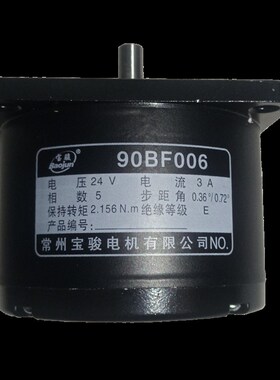 宝骏
Baojun
90BF006
电 压 24 V 电 流 3 A
相 数 5 步 距 角 0.36°/0.72°
保持转矩 2.156 N.m 绝缘等级 E
产品编号:
常州宝骏电机有限公司NO.